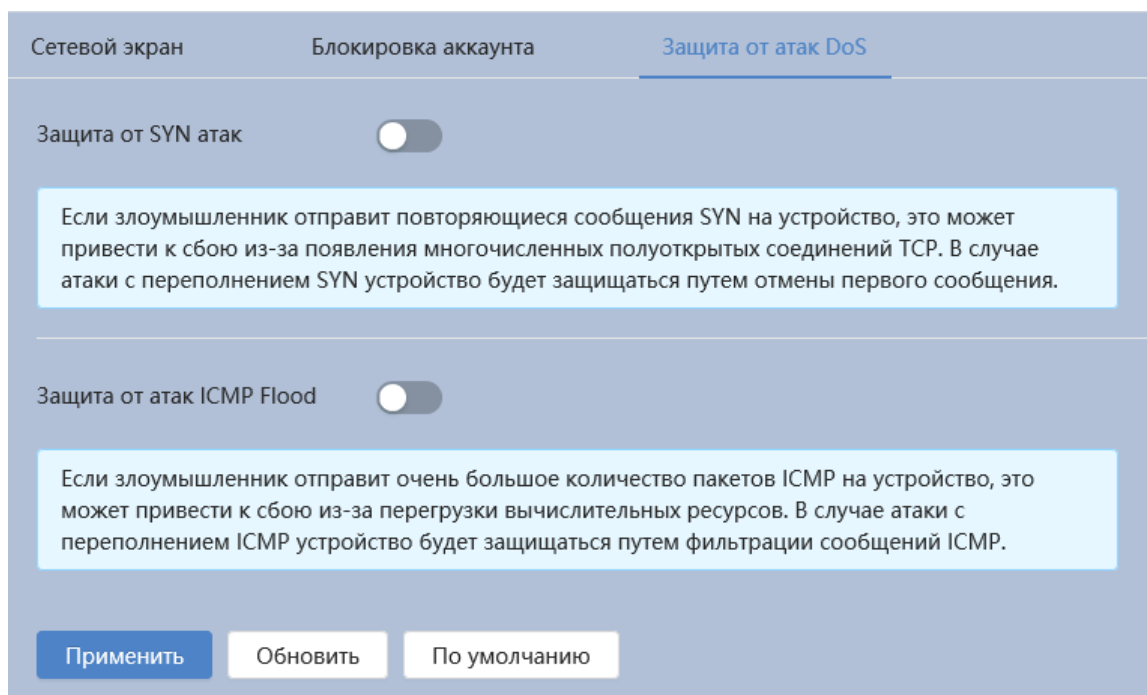 Сетевой экран Блокировка аккаунта Защита от атак DoS
Защита от SYN атак
Если злоумышленник отправит повторяющиеся сообщения SYN на устройство, это может
привести к сбою из-за появления многочисленных полуоткрытых соединений TCP. В случае
атаки с переполнением SYN устройство будет защищаться путем отмены первого сообщения.
Защита от атак ICMP Flood
Если злоумышленник отправит очень большое количество пакетов ICMP на устройство, это
может привести к сбою из-за перегрузки вычислительных ресурсов. В случае атаки с
переполнением ICMP устройство будет защищаться путем фильтрации сообщений ICMP.
Применить Обновить По умолчанию